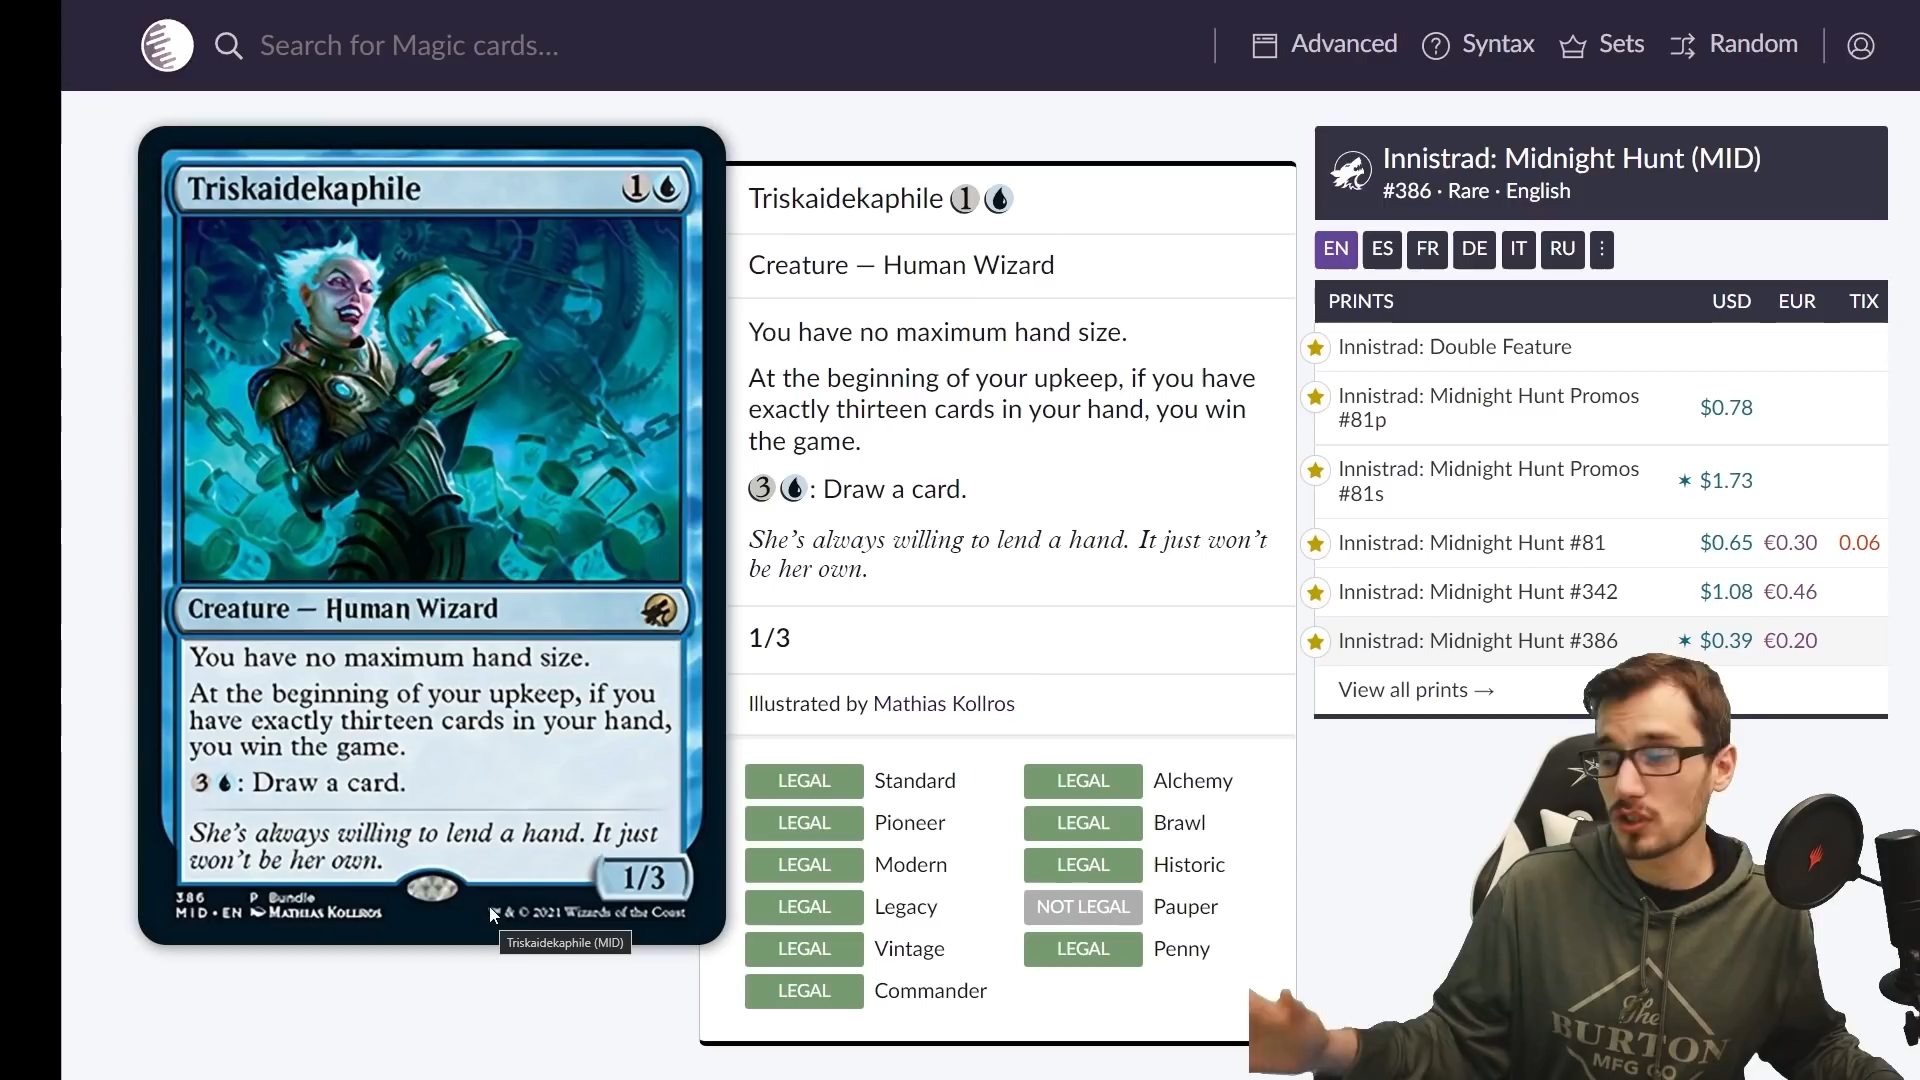 Search for Magic cards...
Advanced
Syntax
Sets
Random
Triskaidekaphile 1
Creature — Human Wizard
You have no maximum hand size.
At the beginning of your upkeep, if you
have exactly thirteen cards in your hand,
you win the game.
3 : Draw a card.
She's always willing to lend a hand. It just
won't be her own.
1/3
386 P Bundle
MID • EN Mathias Kollros
& © 2021 Wizards of the Coast
Triskaidekaphile (MID)
Triskaidekaphile 1
Creature — Human Wizard
You have no maximum hand size.
At the beginning of your upkeep, if you have
exactly thirteen cards in your hand, you win
the game.
3 : Draw a card.
She's always willing to lend a hand. It just won't
be her own.
1/3
Illustrated by Mathias Kollros
LEGAL Standard LEGAL Alchemy
LEGAL Pioneer LEGAL Brawl
LEGAL Modern LEGAL Historic
LEGAL Legacy NOT LEGAL Pauper
LEGAL Vintage LEGAL Penny
LEGAL Commander
Innistrad: Midnight Hunt (MID)
#386 · Rare · English
EN ES FR DE IT RU
PRINTS USD EUR TIX
Innistrad: Double Feature
Innistrad: Midnight Hunt Promos
#81p $0.78
Innistrad: Midnight Hunt Promos
#81s $1.73
Innistrad: Midnight Hunt #81 $0.65 €0.30 0.06
Innistrad: Midnight Hunt #342 $1.08 €0.46
Innistrad: Midnight Hunt #386 $0.39 €0.20
View all prints →
The
BURTON
MFG CO